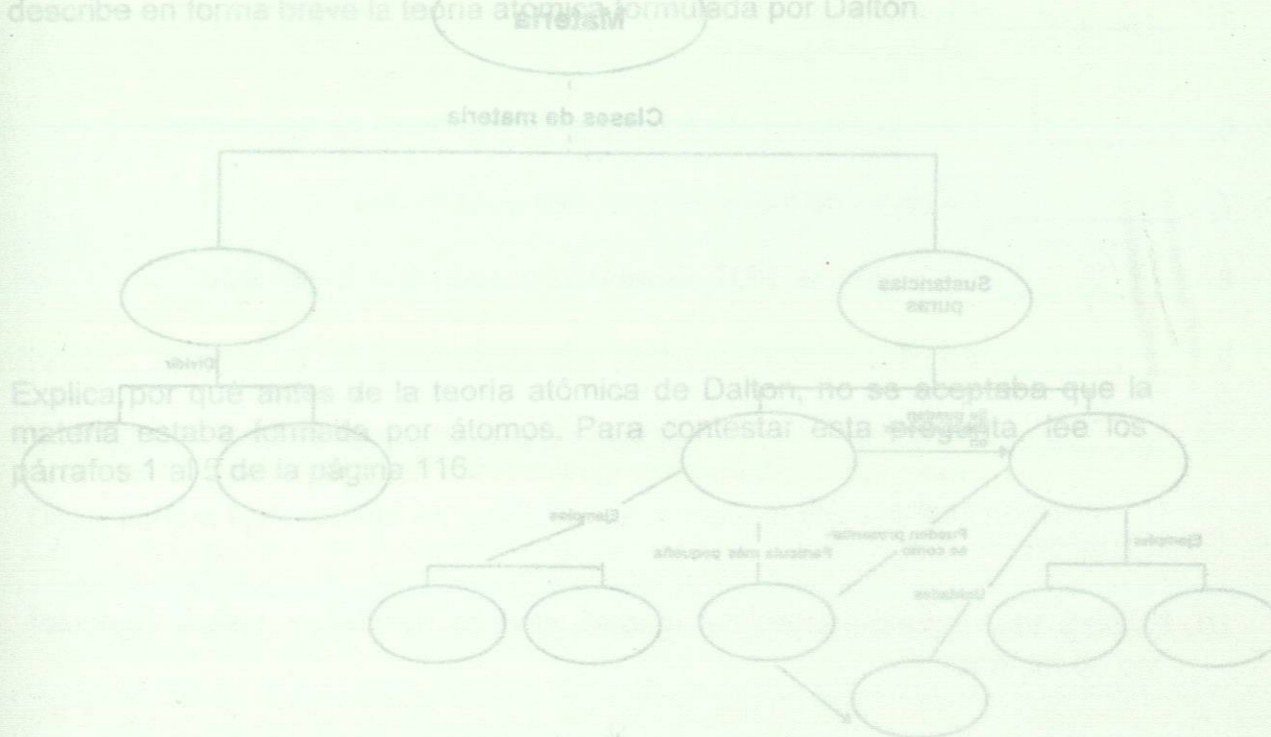 describe en forma breve la teoría atómica formulada por Dalton.
Materia
Clases de materia
Sustancias
puras
Dividir
Explica por qué antes de la teoría atómica de Dalton, no se aceptaba que la
materia estaba formada por átomos. Para contestar esta pregunta, lee los
párrafos 1 al 5 de la página 116.
Se pueden
Ejemplos
Partícula más pequeña
Pueden presentar-
se como
Unidades
Ejemplos